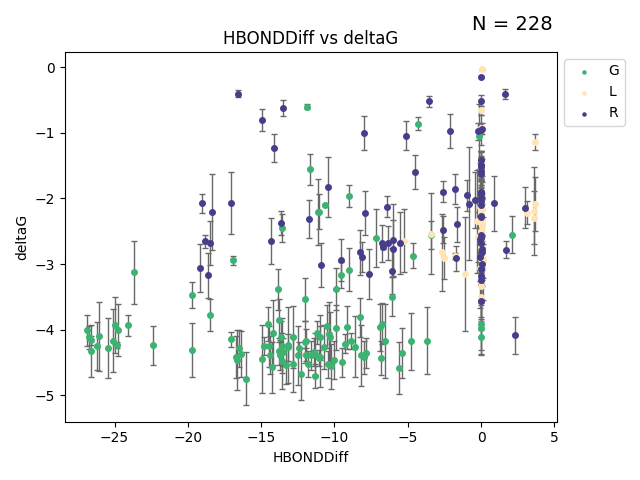 N = 228
HBONDDiff vs deltaG
G
L
R
deltaG
0
−1
−2
−3
−4
−5
−25
−20
−15
−10
−5
0
5
HBONDDiff